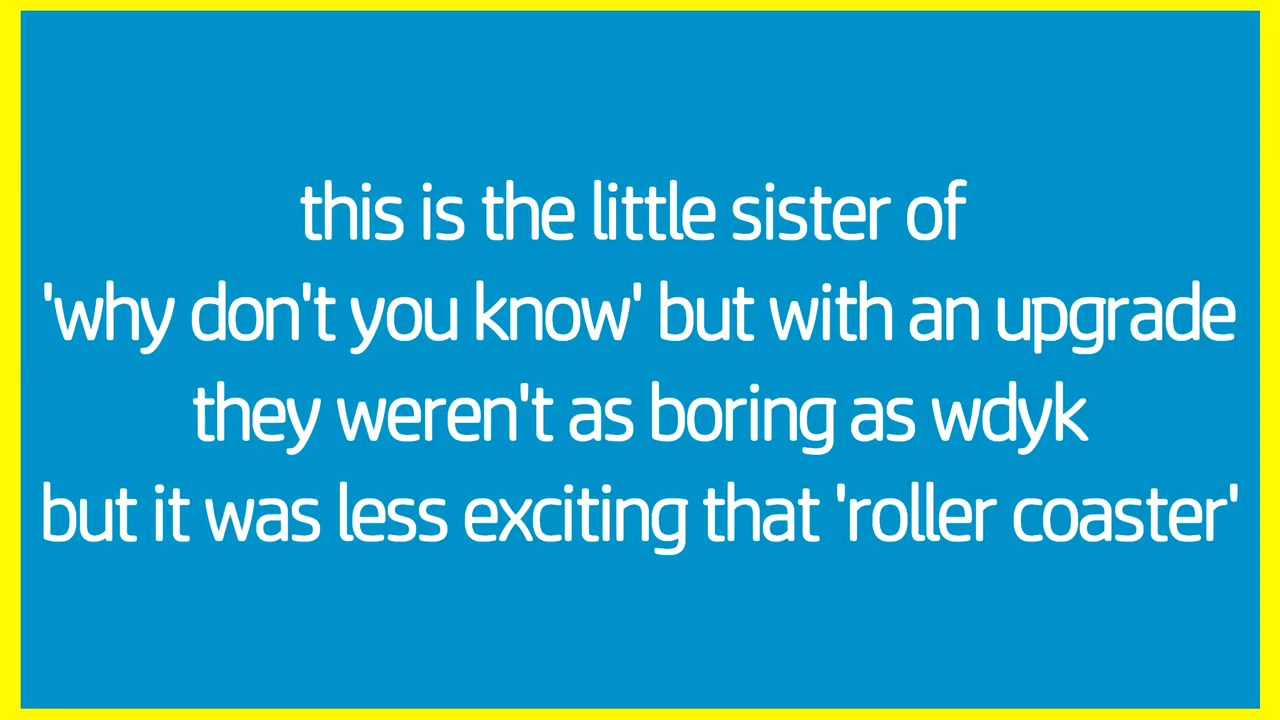 this is the little sister of
'why don't you know' but with an upgrade
they weren't as boring as wdyk
but it was less exciting that 'roller coaster'